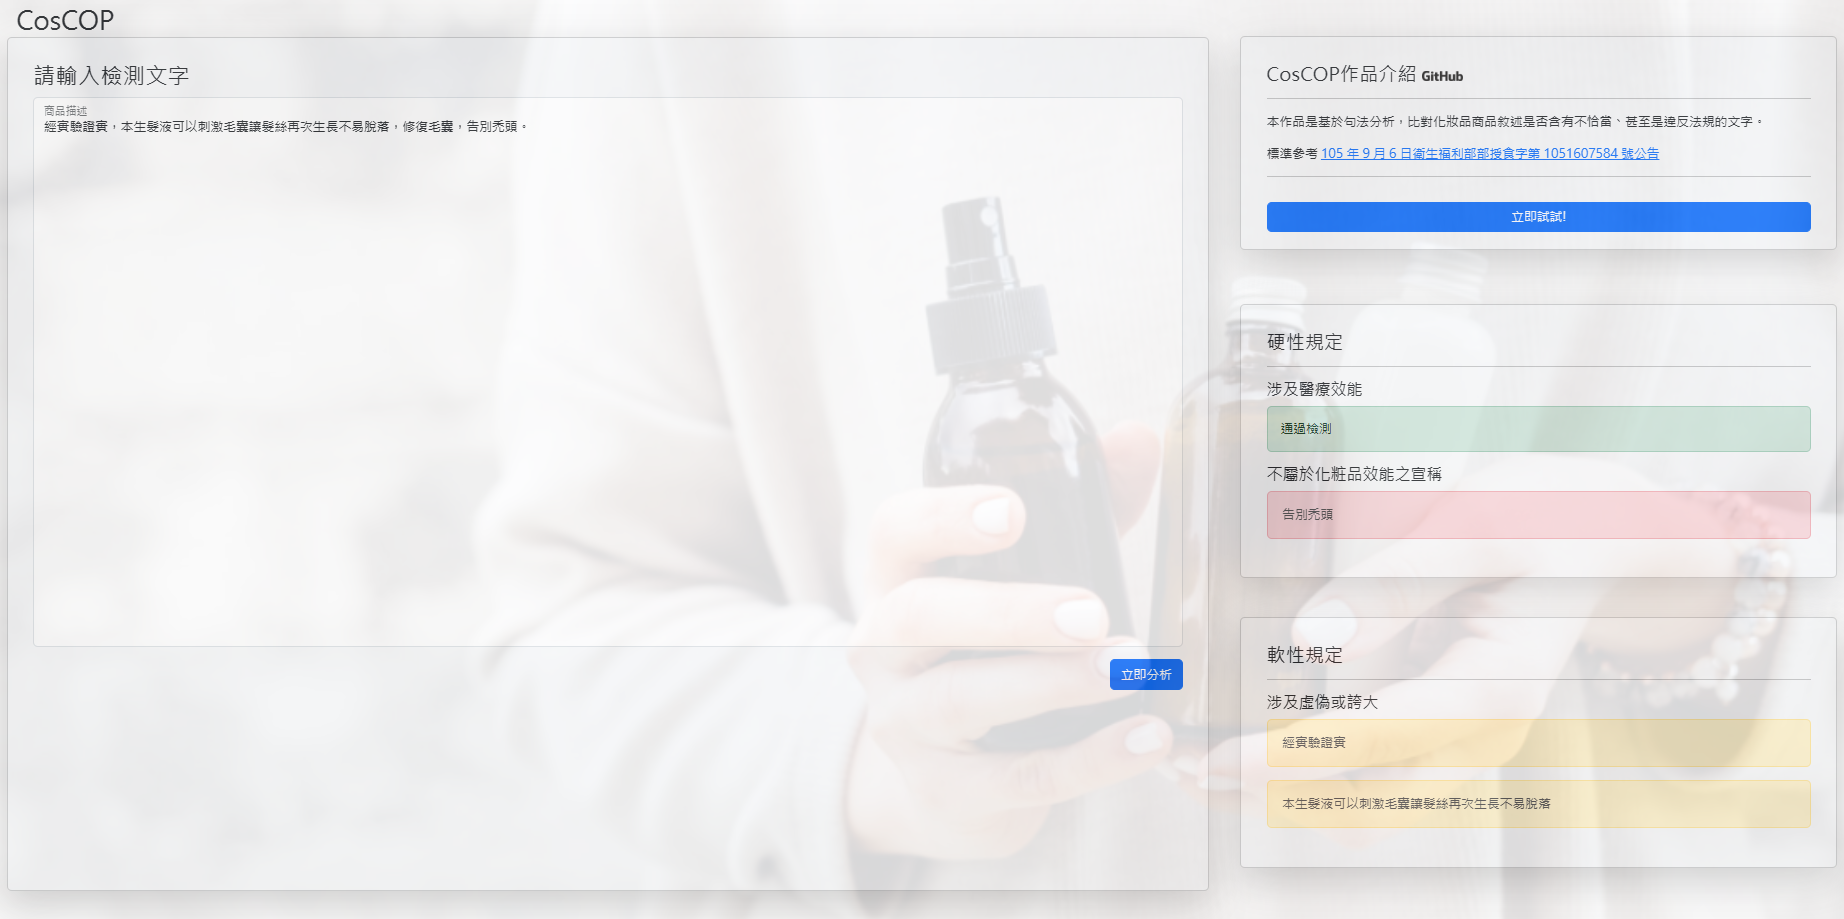 CosCOP
請輸入檢測文字
商品描述
經實驗證實，本生髮液可以刺激毛囊讓髮絲再次生長不易脫落，修復毛囊，告別禿頭。
立即分析
CosCOP作品介紹 GitHub
本作品是基於句法分析，比對化妝品商品敘述是否含有不恰當、甚至是違反法規的文字。
標準參考 105 年 9 月 6 日衛生福利部部授食字第 1051607584 號公告
立即試試!
硬性規定
涉及醫療效能
通過檢測
不屬於化粧品效能之宣稱
告別禿頭
軟性規定
涉及虛偽或誇大
經實驗證實
本生髮液可以刺激毛囊讓髮絲再次生長不易脫落